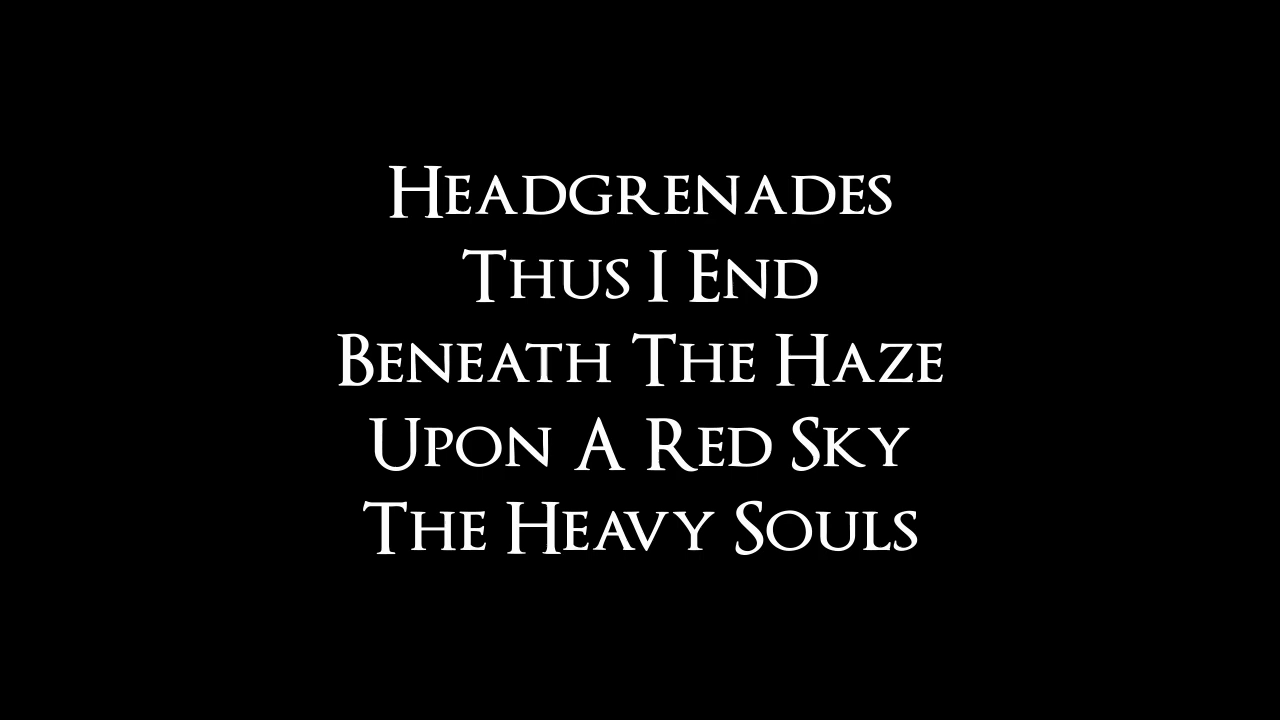 Headgrenades
Thus I End
Beneath The Haze
Upon A Red Sky
The Heavy Souls